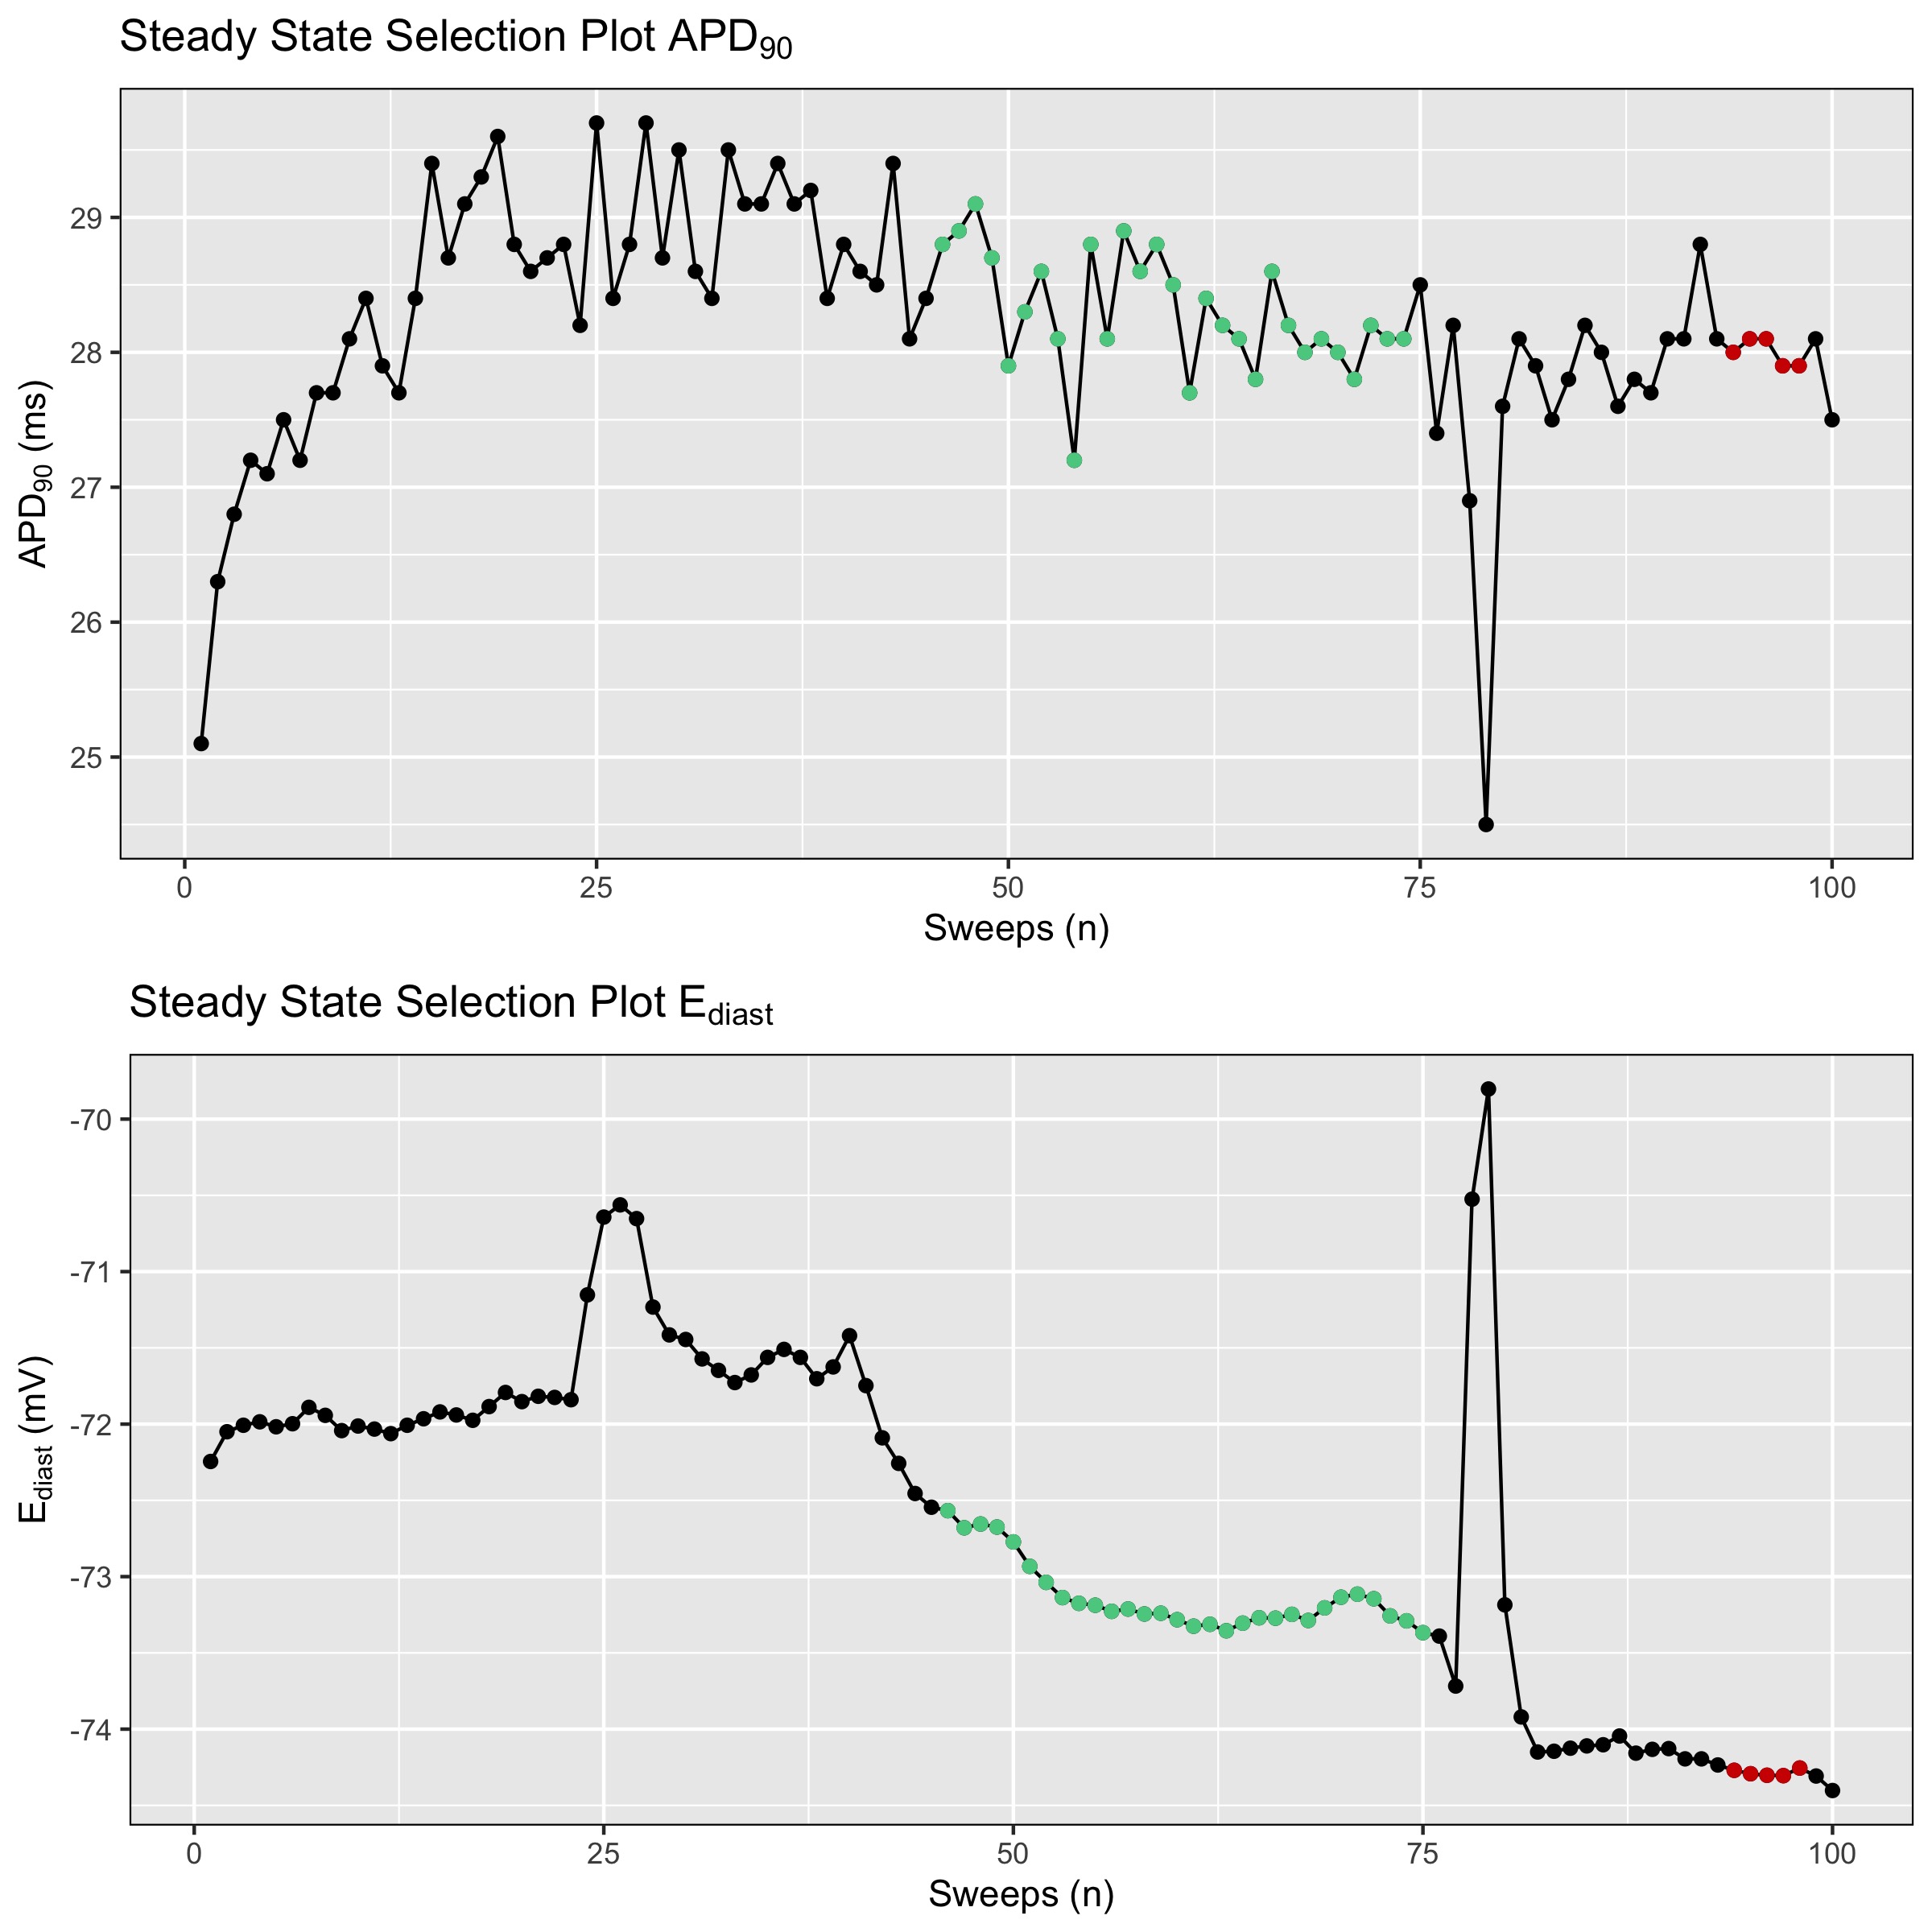 Steady State Selection Plot APD90
29
28
27
26
25
APD90 (ms)
0 25 50 75 100
Sweeps (n)
Steady State Selection Plot Ediast
-70
-71
-72
-73
-74
Ediast (mV)
0 25 50 75 100
Sweeps (n)